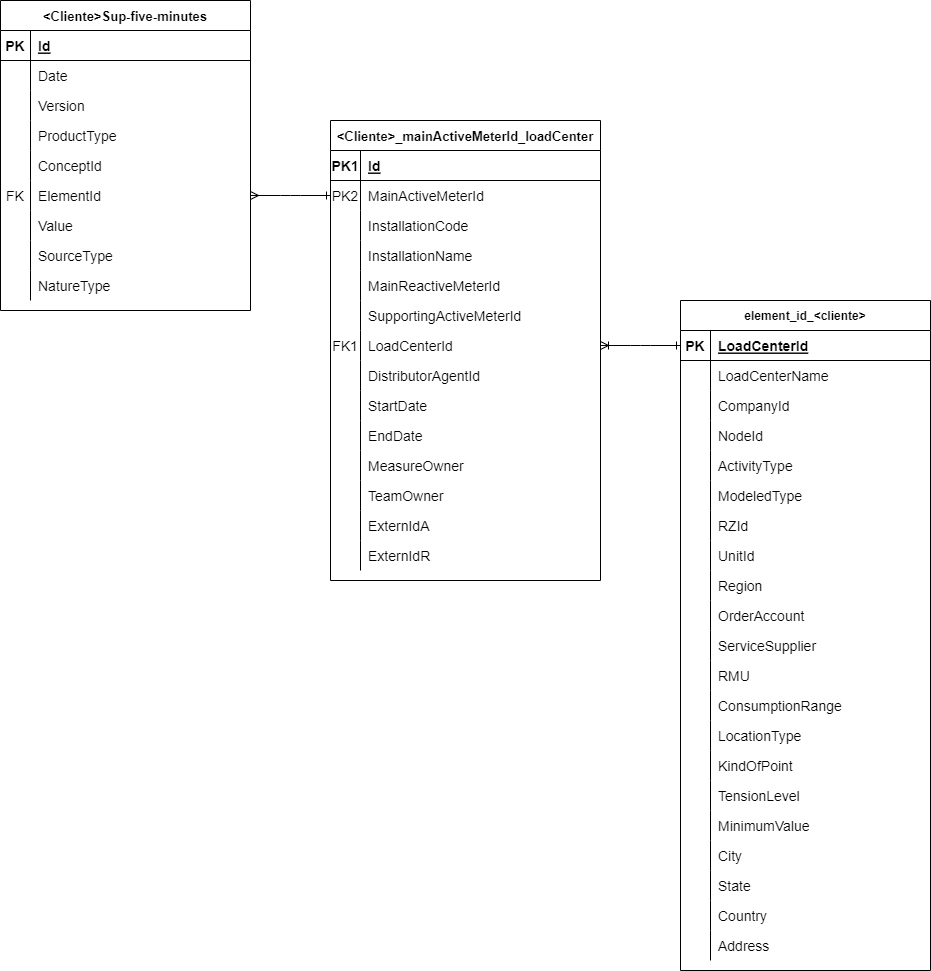 <Cliente>Sup-five-minutes
PK Id
Date
Version
ProductType
ConceptId
FK ElementId
Value
SourceType
NatureType
<Cliente>_mainActiveMeterId_loadCenter
PK1 Id
PK2 MainActiveMeterId
InstallationCode
InstallationName
MainReactiveMeterId
SupportingActiveMeterId
FK1 LoadCenterId
DistributorAgentId
StartDate
EndDate
MeasureOwner
TeamOwner
ExternIdA
ExternIdR
element_id_<cliente>
PK LoadCenterId
LoadCenterName
CompanyId
NodeId
ActivityType
ModeledType
RZId
UnitId
Region
OrderAccount
ServiceSupplier
RMU
ConsumptionRange
LocationType
KindOfPoint
TensionLevel
MinimumValue
City
State
Country
Address